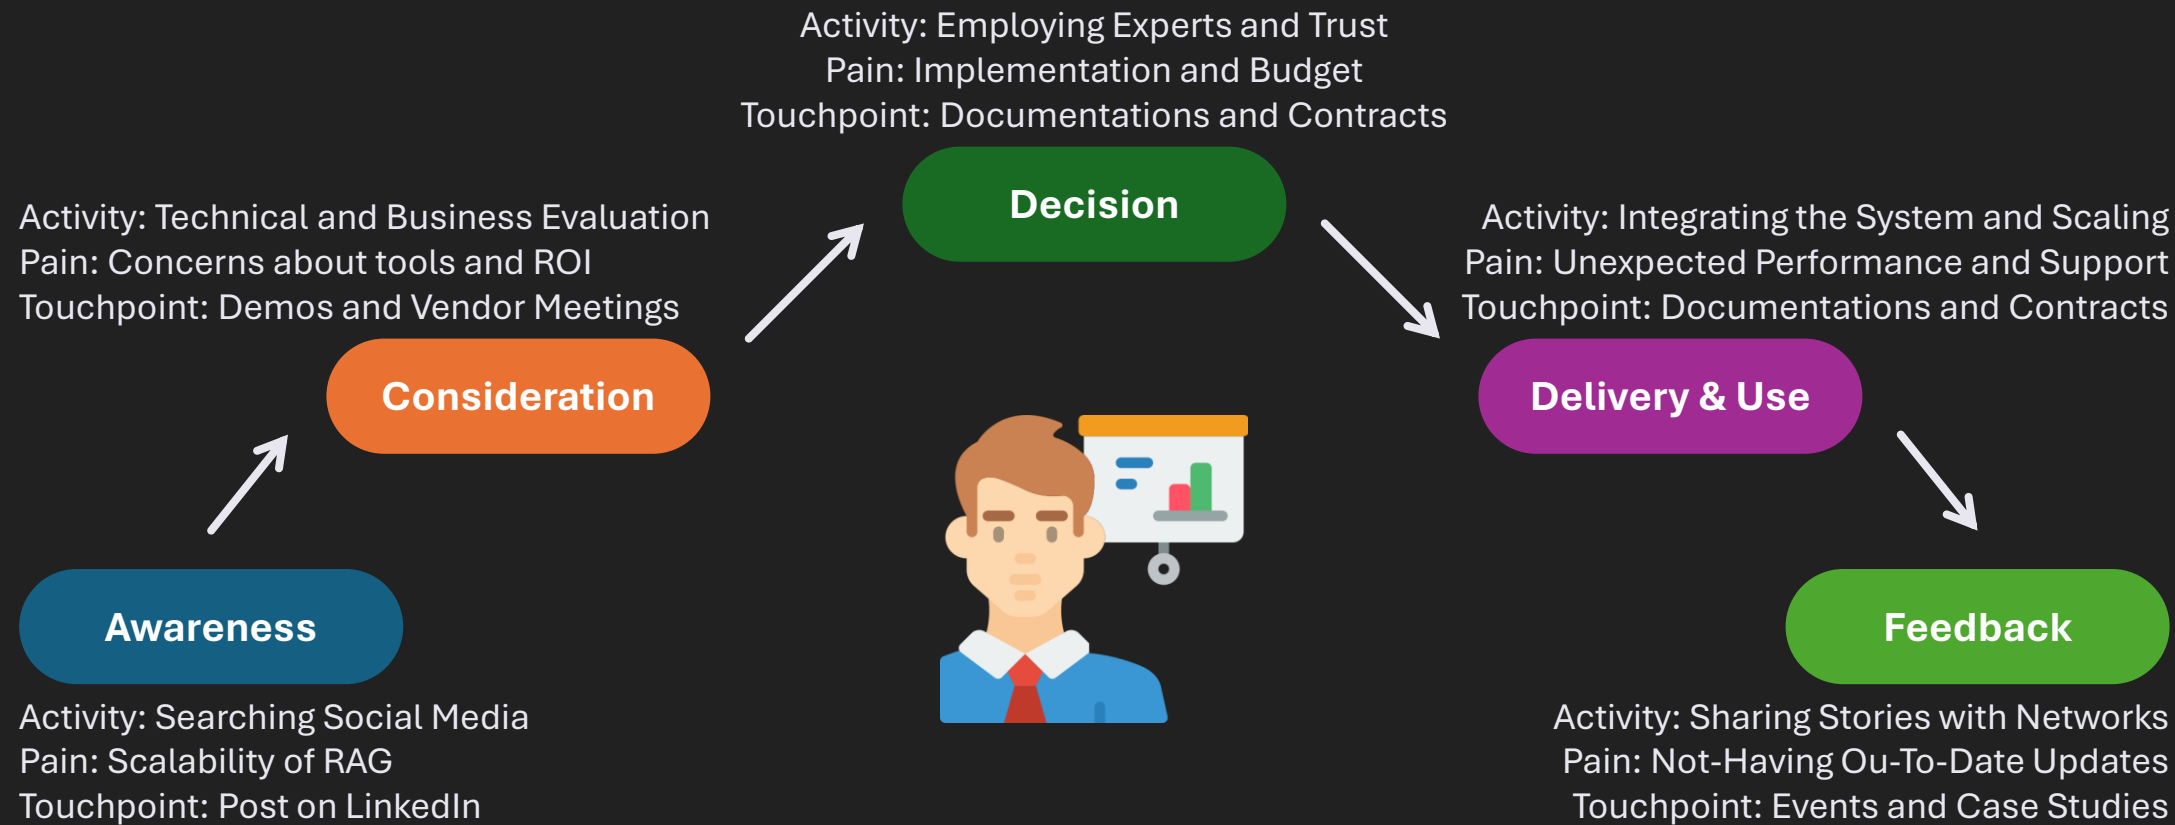 Activity: Employing Experts and Trust
Pain: Implementation and Budget
Touchpoint: Documentations and Contracts
Decision
Activity: Technical and Business Evaluation
Pain: Concerns about tools and ROI
Touchpoint: Demos and Vendor Meetings
Consideration
Activity: Integrating the System and Scaling
Pain: Unexpected Performance and Support
Touchpoint: Documentations and Contracts
Delivery & Use
Awareness
Activity: Searching Social Media
Pain: Scalability of RAG
Touchpoint: Post on LinkedIn
Feedback
Activity: Sharing Stories with Networks
Pain: Not-Having Ou-To-Date Updates
Touchpoint: Events and Case Studies